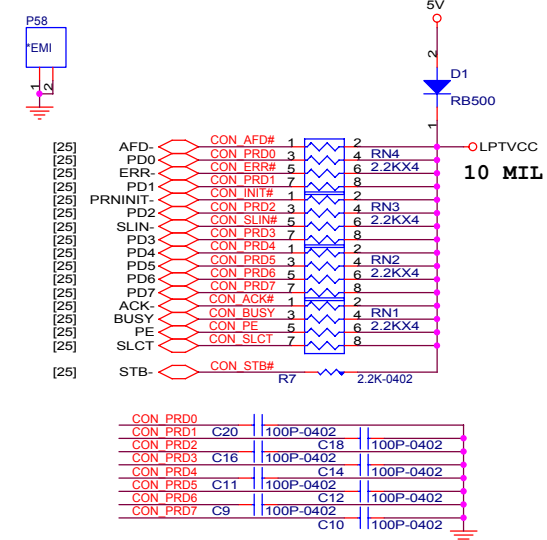 5V
P58
*EMI
1 2
2
D1
RB500
1
LPTVCC
10 MIL
[25] AFD- CON_AFD# 1 2
[25] PD0 CON_PRD0 3 4 RN4
[25] ERR- CON_ERR# 5 6 2.2KX4
[25] PD1 CON_PRD1 7 8
[25] PRNINIT- CON_INIT# 1 2
[25] PD2 CON_PRD2 3 4 RN3
[25] SLIN- CON_SLIN# 5 6 2.2KX4
[25] PD3 CON_PRD3 7 8
[25] PD4 CON_PRD4 1 2
[25] PD5 CON_PRD5 3 4 RN2
[25] PD6 CON_PRD6 5 6 2.2KX4
[25] PD7 CON_PRD7 7 8
[25] ACK- CON_ACK# 1 2
[25] BUSY CON_BUSY 3 4 RN1
[25] PE CON_PE 5 6 2.2KX4
[25] SLCT CON_SLCT 7 8
[25] STB- CON_STB# R7 2.2K-0402
CON_PRD0
CON_PRD1 C20 100P-0402
CON_PRD2 C18 100P-0402
CON_PRD3 C16 100P-0402
CON_PRD4 C14 100P-0402
CON_PRD5 C11 100P-0402
CON_PRD6 C12 100P-0402
CON_PRD7 C9 100P-0402
C10 100P-0402